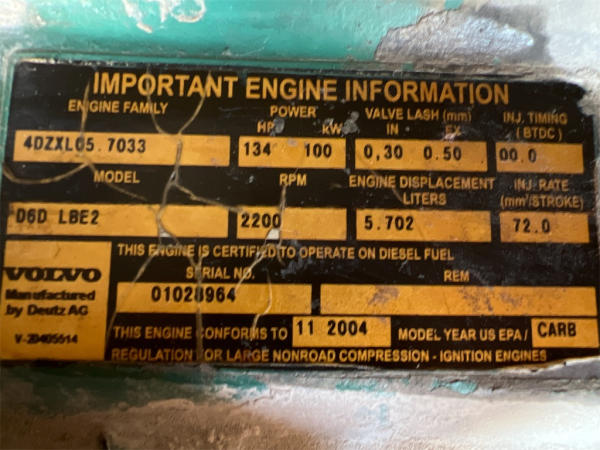 IMPORTANT ENGINE INFORMATION
ENGINE FAMILY POWER VALVE LASH (mm) INJ. TIMING
HP KW IN EX (BTDC)
4DZXL05.7033 134 100 0,30 0.50 00.0
MODEL RPM ENGINE DISPLACEMENT INJ. RATE
LITERS (mm³/STROKE)
D6D LBE2 2200 5.702 72.0
THIS ENGINE IS CERTIFIED TO OPERATE ON DIESEL FUEL
VOLVO SERIAL NO. REM
Manufactured 01028964
by Deutz AG
V-20405514 THIS ENGINE CONFORMS TO 11 2004 MODEL YEAR US EPA/ CARB
REGULATION FOR LARGE NONROAD COMPRESSION - IGNITION ENGINES